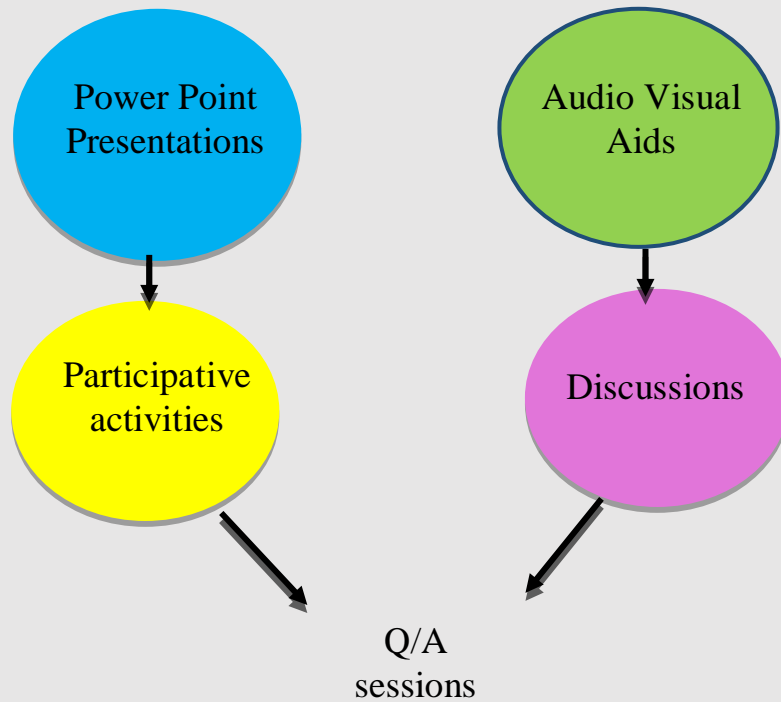 Power Point
Presentations
Audio Visual
Aids
Participative
activities
Discussions
Q/A
sessions